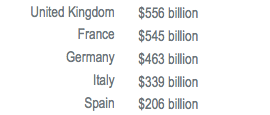 United Kingdom $556 billion
France $545 billion
Germany $463 billion
Italy $339 billion
Spain $206 billion